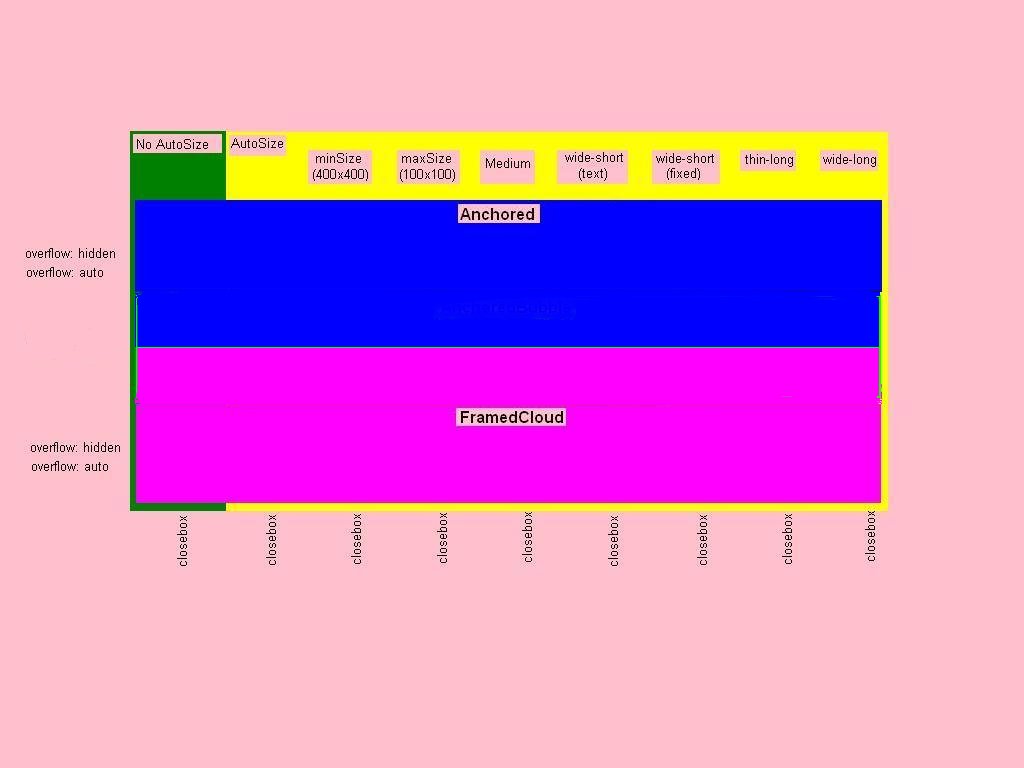 No AutoSize
AutoSize
minSize
(400x400)
maxSize
(100x100)
Medium
wide-short
(text)
wide-short
(fixed)
thin-long
wide-long
Anchored
overflow: hidden
overflow: auto
FramedCloud
overflow: hidden
overflow: auto
closebox
closebox
closebox
closebox
closebox
closebox
closebox
closebox
closebox